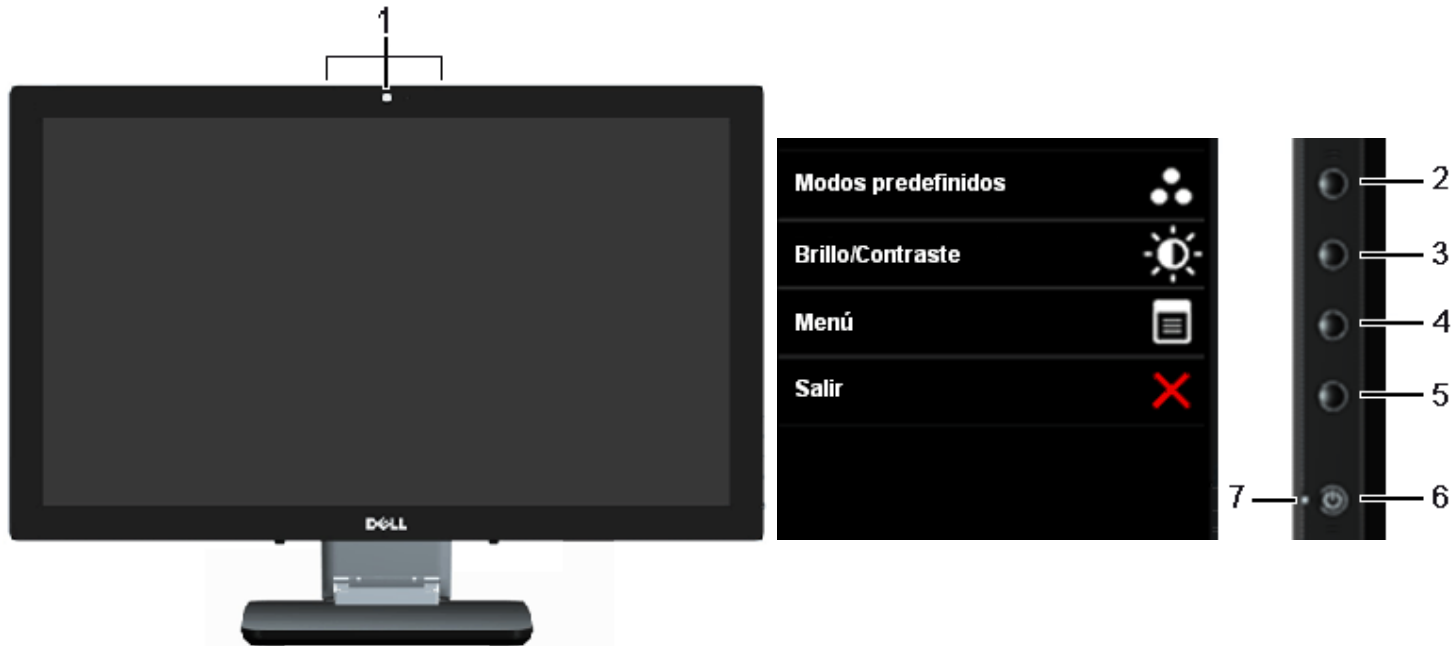 1
DELL
Modos predefinidos
Brillo/Contraste
Menú
Salir
2
3
4
5
6
7